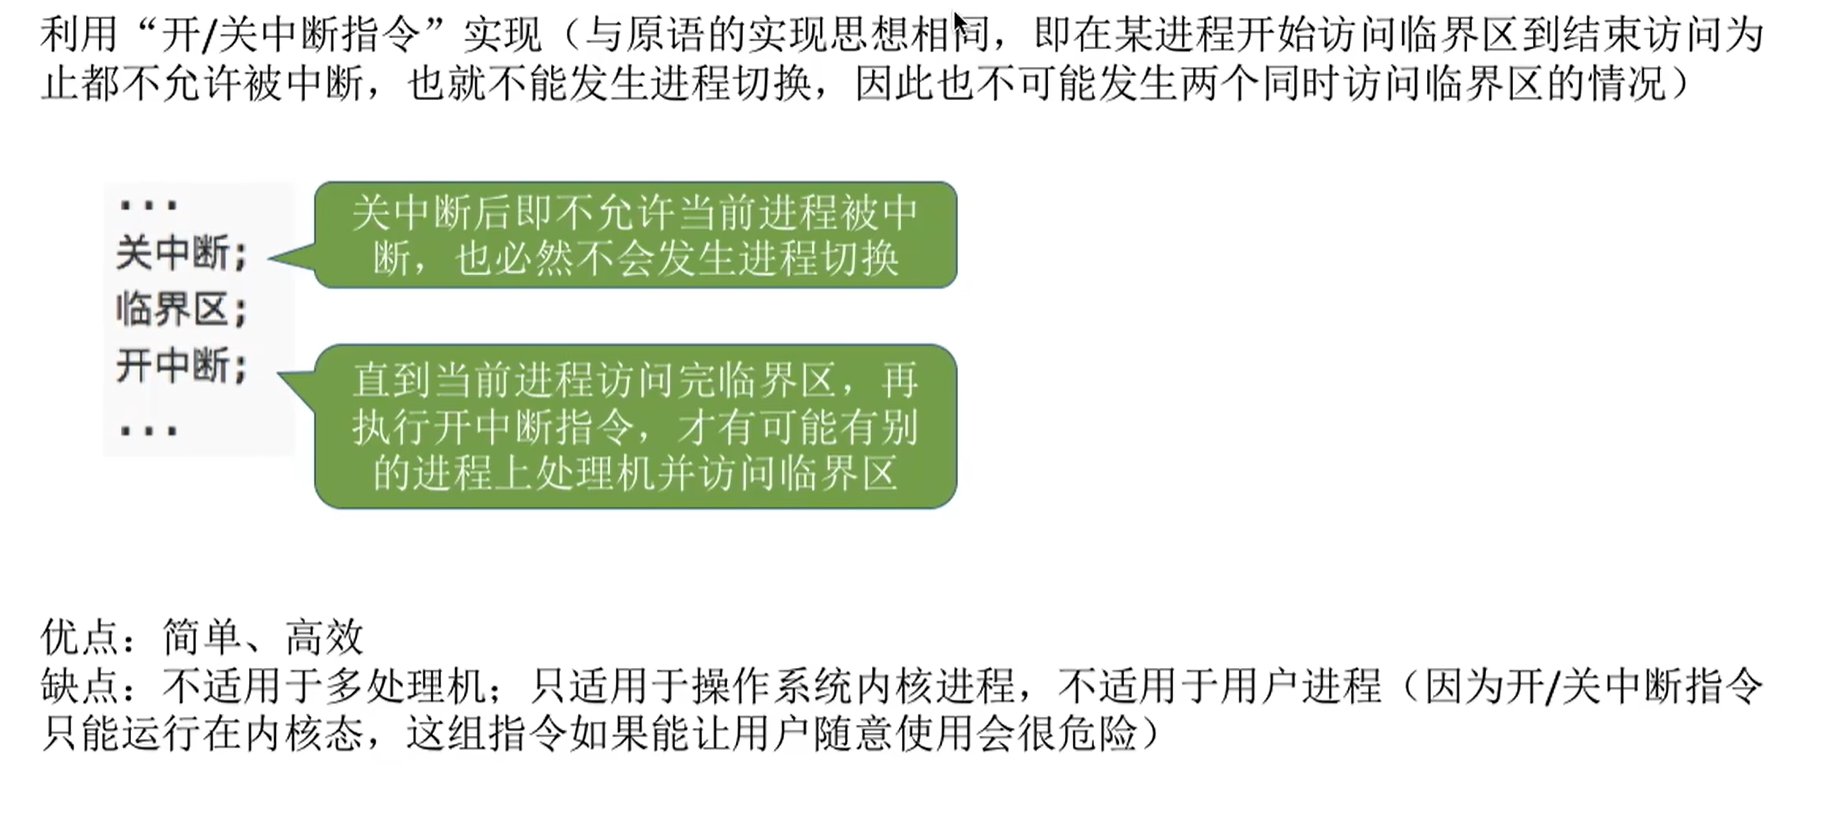 利用“开/关中断指令”实现（与原语的实现思想相同，即在某进程开始访问临界区到结束访问为
止都不允许被中断，也就不能发生进程切换，因此也不可能发生两个同时访问临界区的情况）
...
关中断;
临界区;
开中断;
...
关中断后即不允许当前进程被中
断，也必然不会发生进程切换
直到当前进程访问完临界区，再
执行开中断指令，才有可能有别
的进程上处理机并访问临界区
优点：简单、高效
缺点：不适用于多处理机；只适用于操作系统内核进程，不适用于用户进程（因为开/关中断指令
只能运行在内核态，这组指令如果能让用户随意使用会很危险）